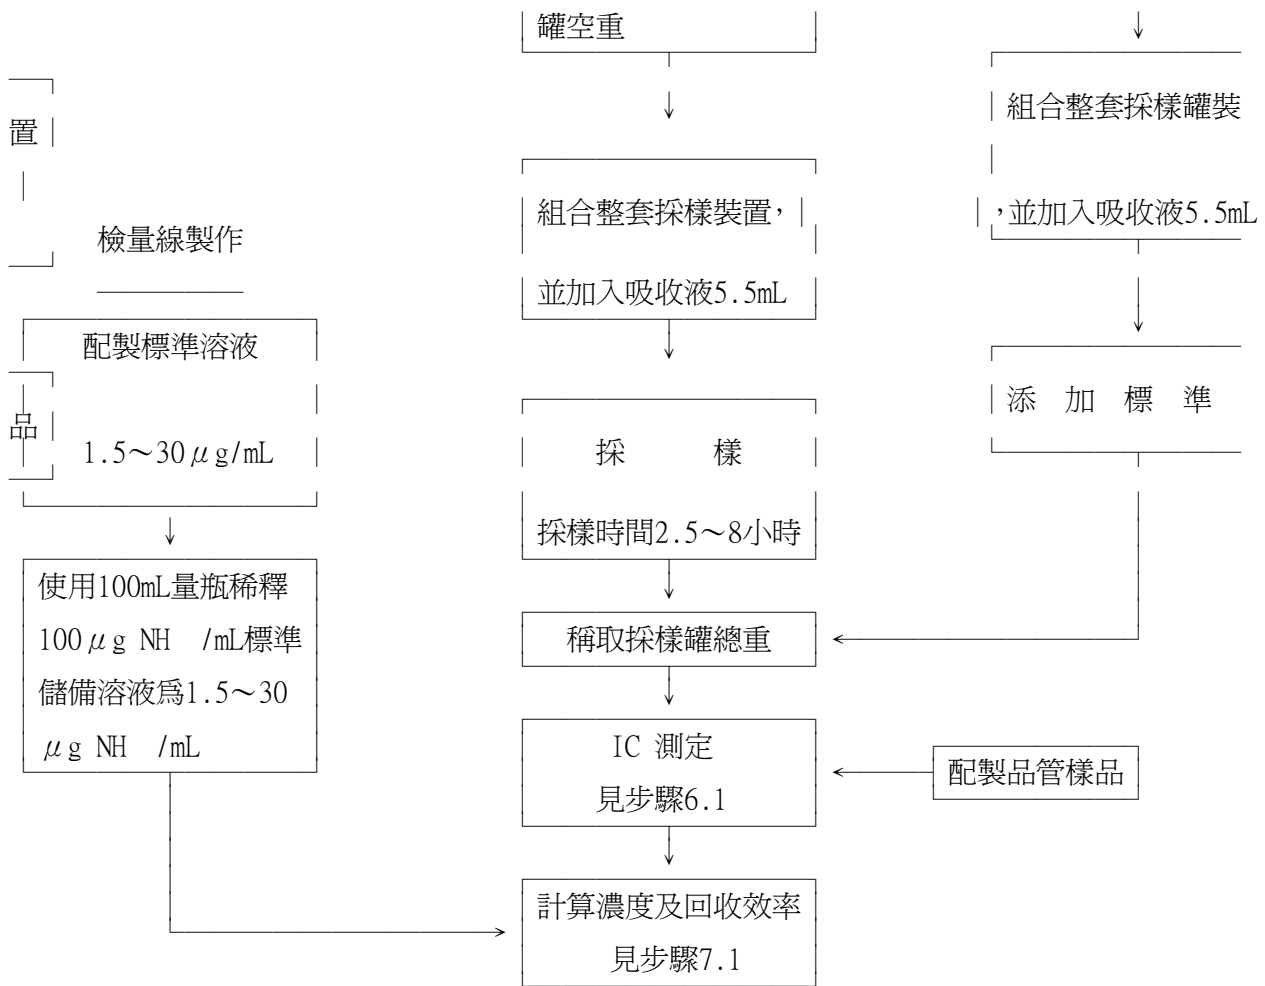 罐空重
置
組合整套採樣罐裝
組合整套採樣裝置，
，並加入吸收液5.5mL
檢量線製作
並加入吸收液5.5mL
配製標準溶液
品
添 加 標 準
1.5～30μg/mL
採 樣
採樣時間2.5～8小時
使用100mL量瓶稀釋
100μg NH /mL標準
儲備溶液為1.5～30
μg NH /mL
稱取採樣罐總重
IC 測定
見步驟6.1
配製品管樣品
計算濃度及回收效率
見步驟7.1